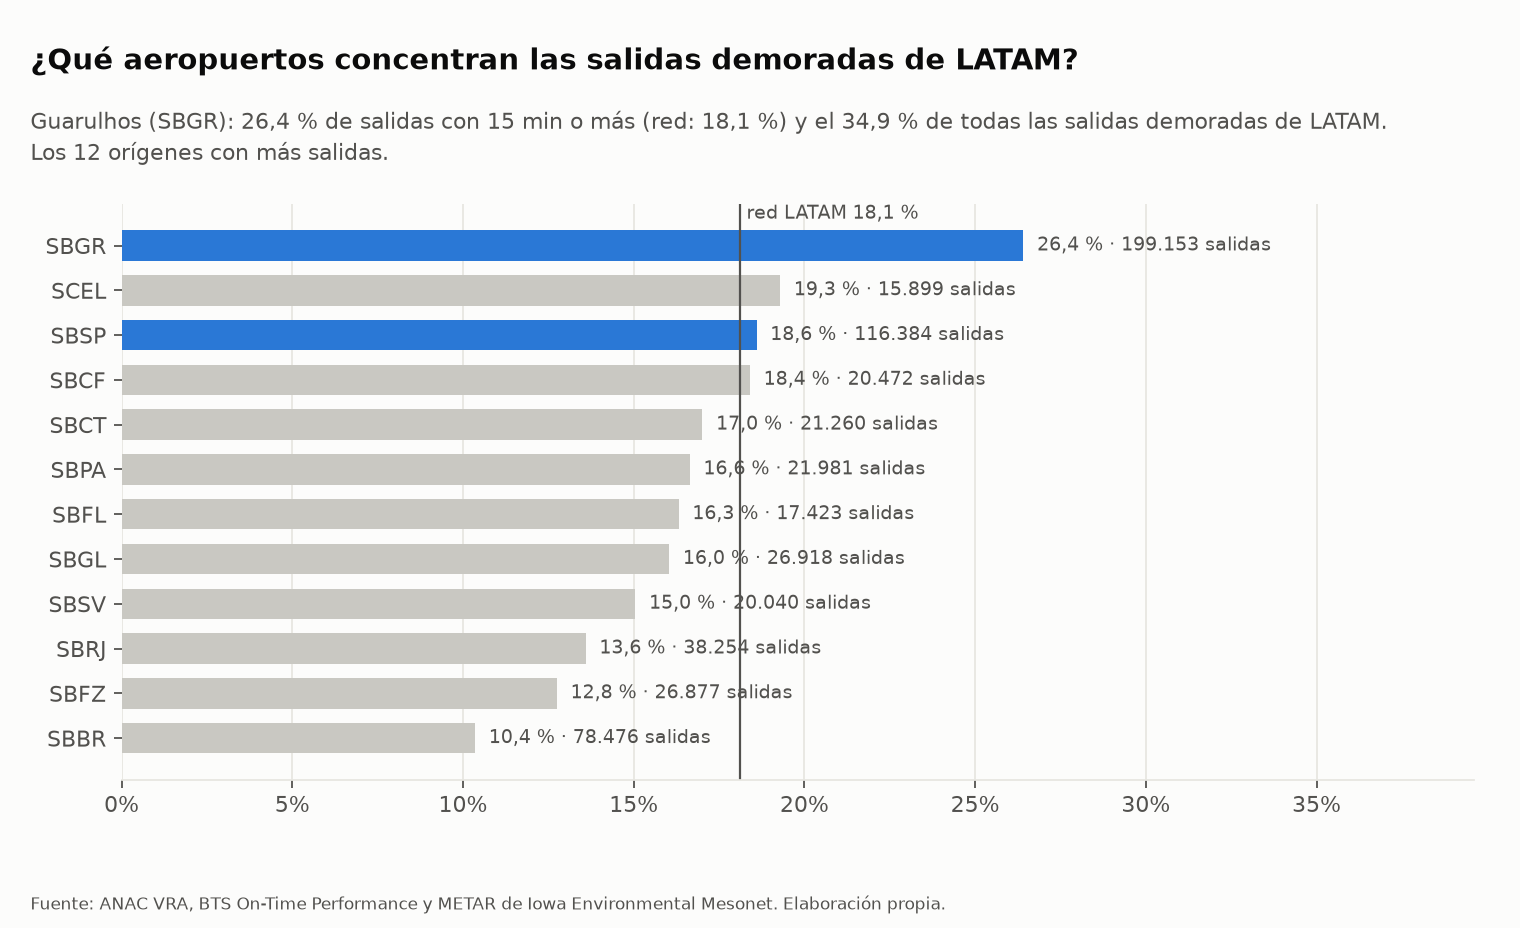 ¿Qué aeropuertos concentran las salidas demoradas de LATAM?
Guarulhos (SBGR): 26,4 % de salidas con 15 min o más (red: 18,1 %) y el 34,9 % de todas las salidas demoradas de LATAM.
Los 12 orígenes con más salidas.
red LATAM 18,1 %
SBGR 26,4 % · 199.153 salidas
SCEL 19,3 % · 15.899 salidas
SBSP 18,6 % · 116.384 salidas
SBCF 18,4 % · 20.472 salidas
SBCT 17,0 % · 21.260 salidas
SBPA 16,6 % · 21.981 salidas
SBFL 16,3 % · 17.423 salidas
SBGL 16,0 % · 26.918 salidas
SBSV 15,0 % · 20.040 salidas
SBRJ 13,6 % · 38.254 salidas
SBFZ 12,8 % · 26.877 salidas
SBBR 10,4 % · 78.476 salidas
0% 5% 10% 15% 20% 25% 30% 35%
Fuente: ANAC VRA, BTS On-Time Performance y METAR de Iowa Environmental Mesonet. Elaboración propia.